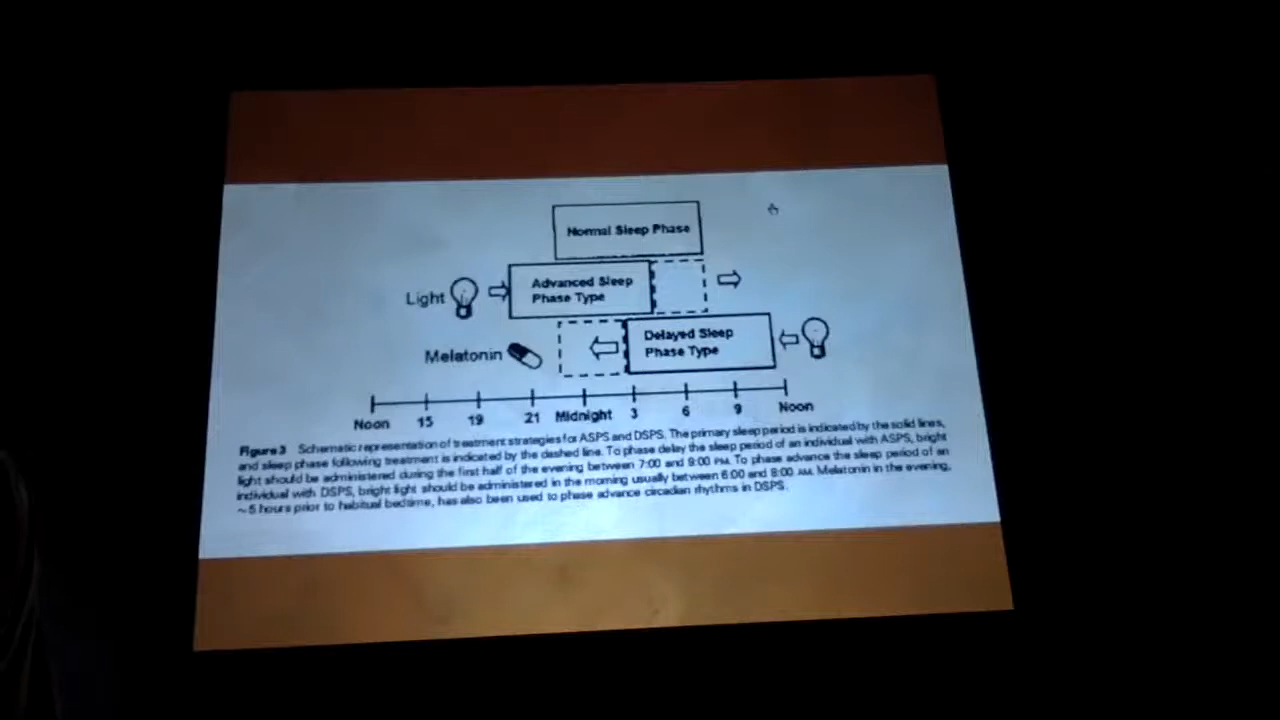 Normal Sleep Phase
Light
Advanced Sleep
Phase Type
Delayed Sleep
Phase Type
Melatonin
Noon 15 19 21 Midnight 3 6 9 Noon
Figure 3 Schematic representation of treatment strategies for ASPS and DSPS. The primary sleep period is indicated by the solid lines,
and sleep phase following treatment is indicated by the dashed line. To phase delay the sleep period of an individual with ASPS, bright
light should be administered during the first half of the evening between 7:00 and 9:00 PM. To phase advance the sleep period of an
individual with DSPS, bright light should be administered in the morning usually between 6:00 and 8:00 AM. Melatonin in the evening,
~5 hours prior to habitual bedtime, has also been used to phase advance circadian rhythms in DSPS.